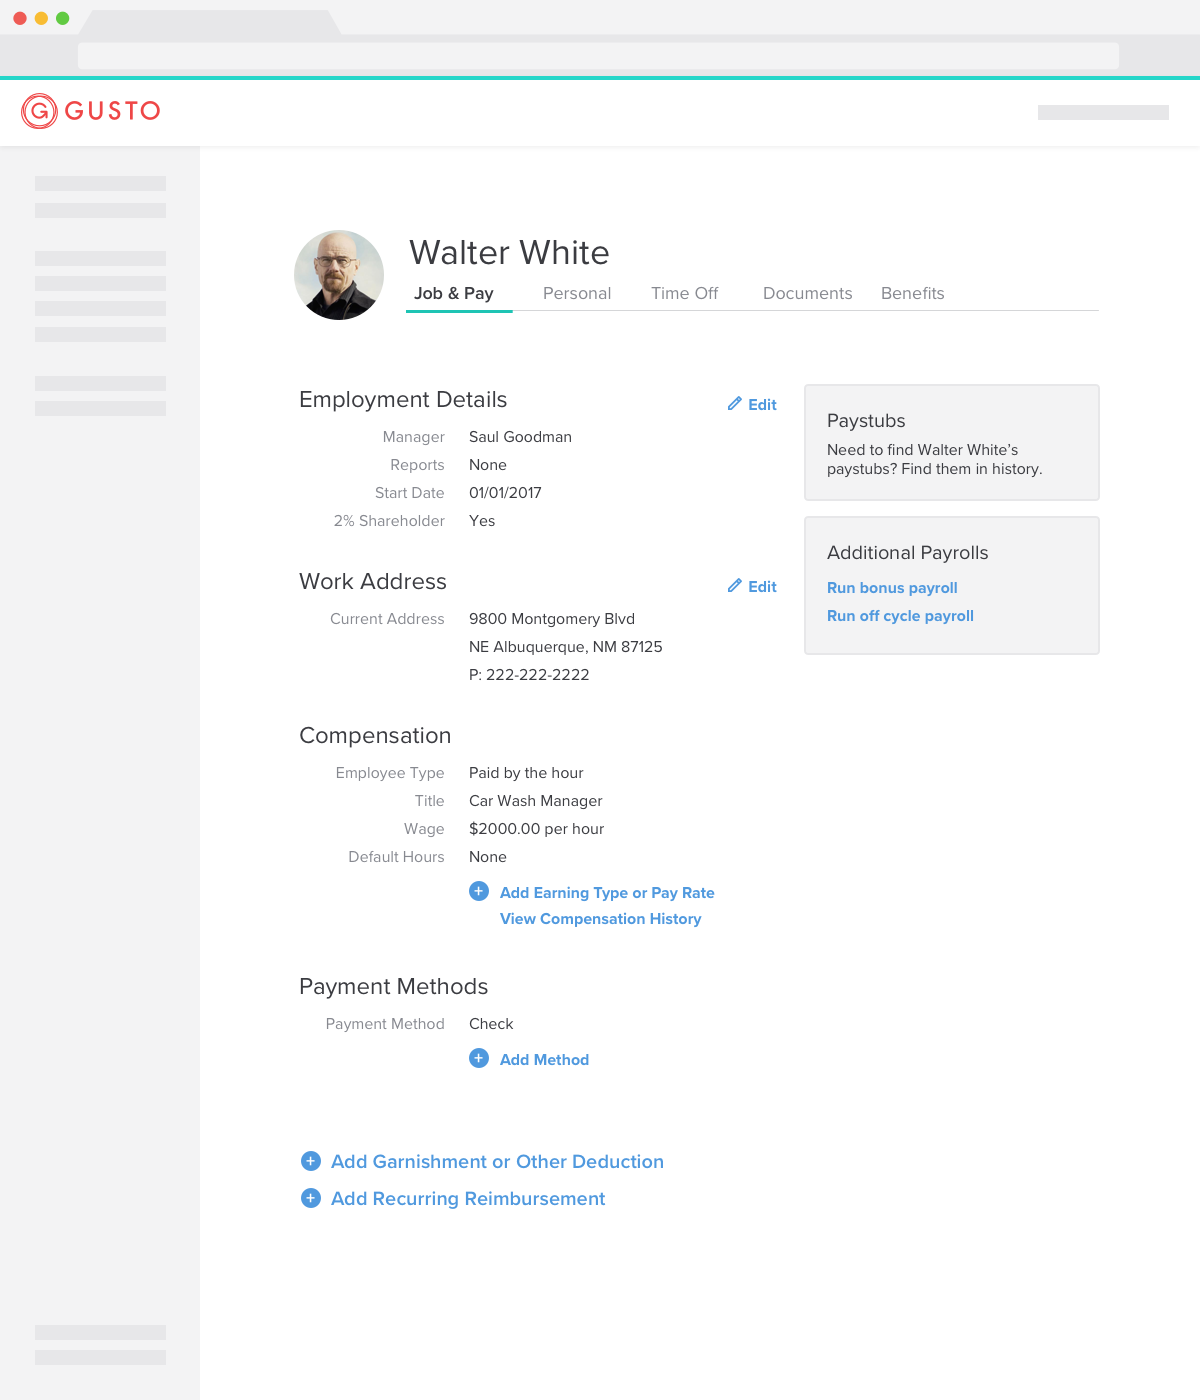 GUSTO
Walter White
Job & Pay Personal Time Off Documents Benefits
Employment Details
Edit
Manager Saul Goodman
Reports None
Start Date 01/01/2017
2% Shareholder Yes
Work Address
Edit
Current Address 9800 Montgomery Blvd
NE Albuquerque, NM 87125
P: 222-222-2222
Compensation
Employee Type Paid by the hour
Title Car Wash Manager
Wage $2000.00 per hour
Default Hours None
Add Earning Type or Pay Rate
View Compensation History
Payment Methods
Payment Method Check
Add Method
Add Garnishment or Other Deduction
Add Recurring Reimbursement
Paystubs
Need to find Walter White’s
paystubs? Find them in history.
Additional Payrolls
Run bonus payroll
Run off cycle payroll